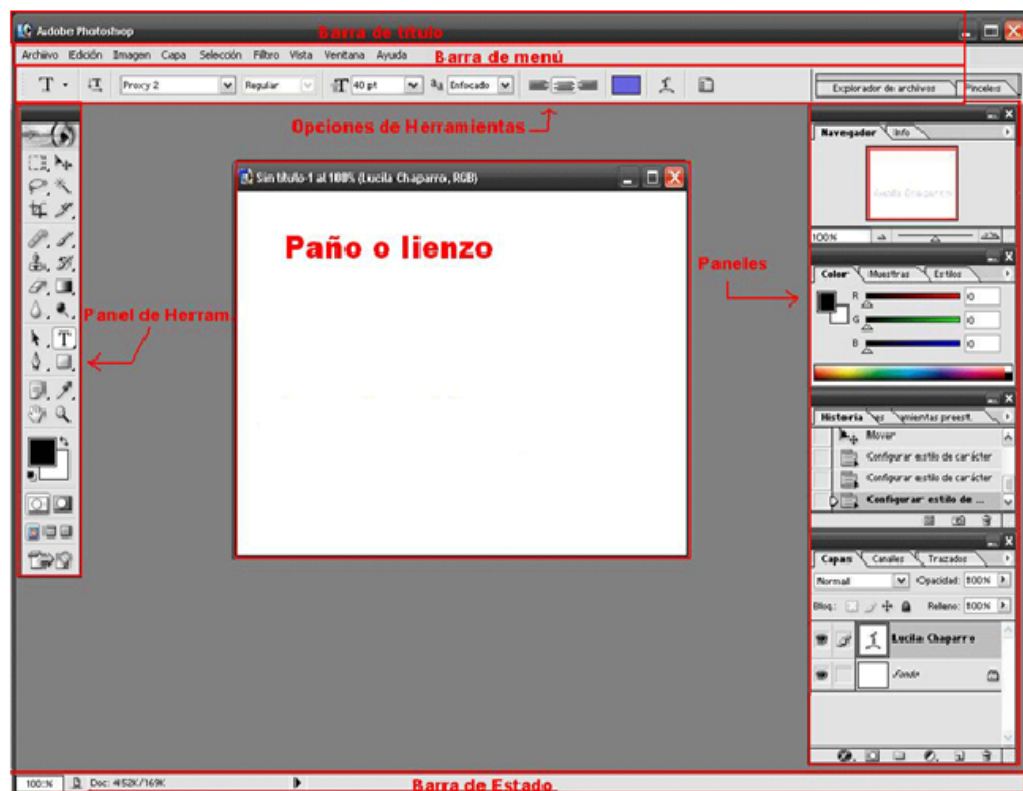 Adobe Photoshop
Barra de título
Archivo Edición Imagen Capa Selección Filtro Vista Ventana Ayuda
Barra de menú
T Proxy 2 Regular T 40 pt aa Enfocado
Explorador de archivos Pinceles
Opciones de Herramientas
Navegador Info
Sin título-1 al 100% (Lucila Chaparro, RGB)
Paño o lienzo
Lucila Chaparro
100%
Paneles
Color Muestras Estilos
R
G
B
Panel de Herram.
Historia
Mover
Configurar estilo de carácter
Configurar estilo de carácter
Configurar estilo de ...
Capas Canales Trazados
Normal Opacidad: 100%
Bloq.: Relleno: 100%
Lucila Chaparro
Fondo
100% Doc: 452K/169K
Barra de Estado